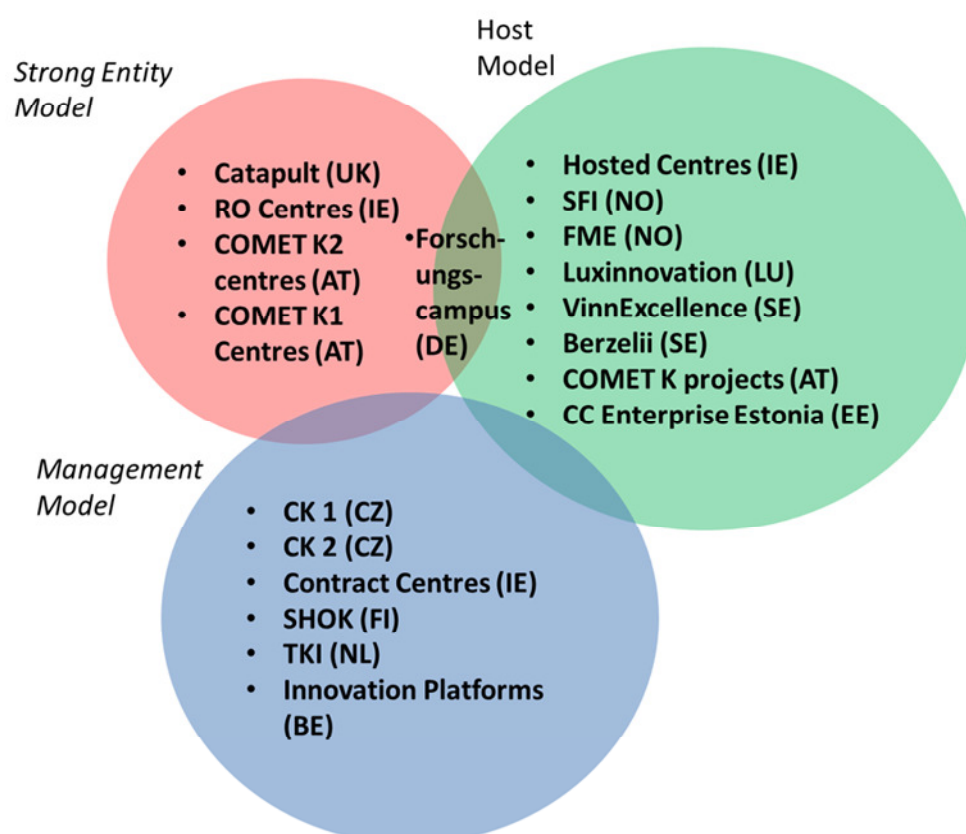 Strong Entity
Model
• Catapult (UK)
• RO Centres (IE)
• COMET K2
centres (AT)
• COMET K1
Centres (AT)
•Forsch-
ungs-
campus
(DE)
Host
Model
• Hosted Centres (IE)
• SFI (NO)
• FME (NO)
• Luxinnovation (LU)
• VinnExcellence (SE)
• Berzelii (SE)
• COMET K projects (AT)
• CC Enterprise Estonia (EE)
Management
Model
• CK 1 (CZ)
• CK 2 (CZ)
• Contract Centres (IE)
• SHOK (FI)
• TKI (NL)
• Innovation Platforms
(BE)